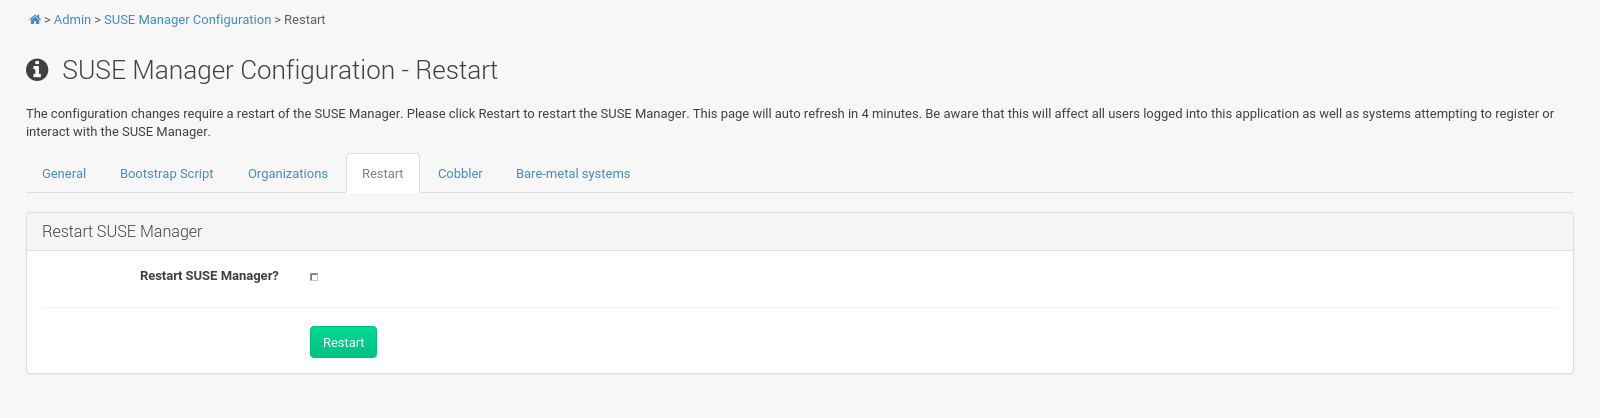 > Admin > SUSE Manager Configuration > Restart
SUSE Manager Configuration - Restart
The configuration changes require a restart of the SUSE Manager. Please click Restart to restart the SUSE Manager. This page will auto refresh in 4 minutes. Be aware that this will affect all users logged into this application as well as systems attempting to register or
interact with the SUSE Manager.
General Bootstrap Script Organizations Restart Cobbler Bare-metal systems
Restart SUSE Manager
Restart SUSE Manager?
Restart